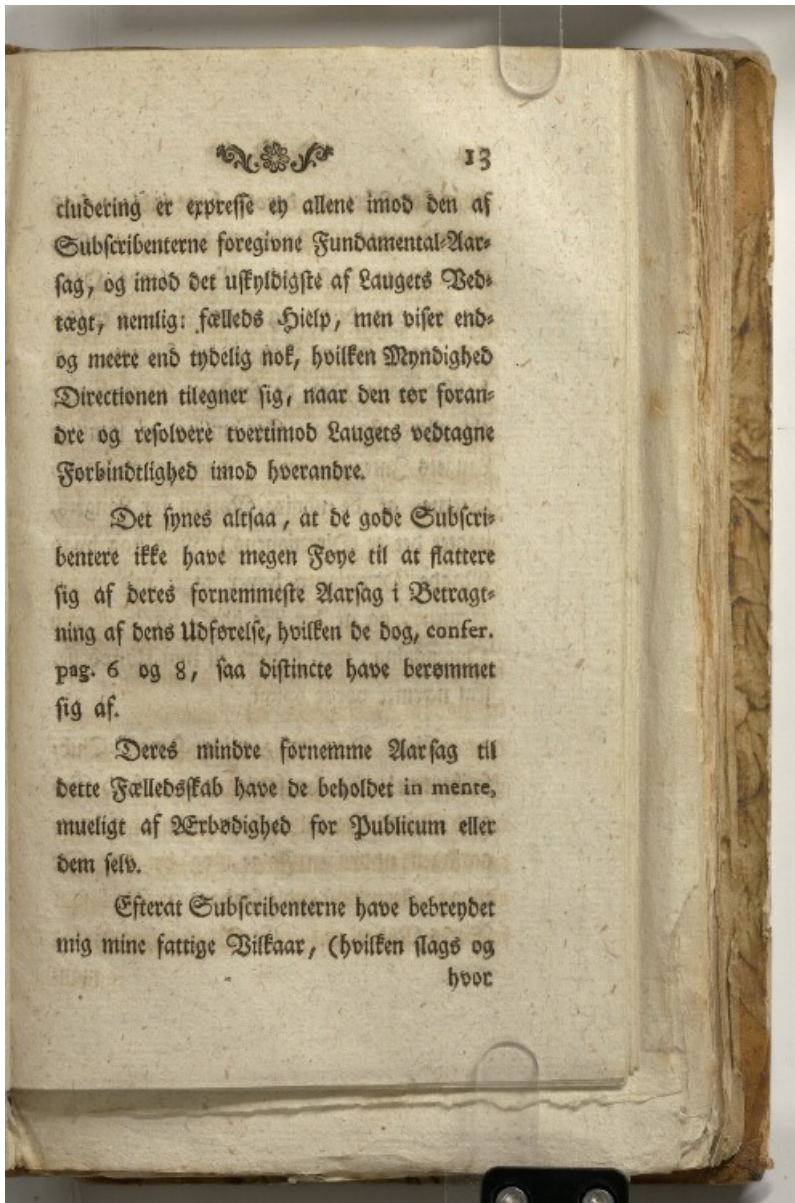 13
cludering er expresse ey allene imod den af
Subscribenterne foregivne Fundamental-Aar-
sag, og imod det uskyldigste af Laugets Ved-
tægt, nemlig: fælleds Hielp, men viser end-
og meere end tydelig nok, hvilken Myndighed
Directionen tilegner sig, naar den tør foran-
dre og resolvere tvertimod Laugets vedtagne
Forbindtlighed imod hverandre.
Det synes altsaa, at de gode Subscri-
bentere ikke have megen Føye til at flattere
sig af deres fornemmeste Aarsag i Betragt-
ning af dens Udførelse, hvilken de dog, confer.
pag. 6 og 8, saa distincte have berømmet
sig af.
Deres mindre fornemme Aarsag til
dette Fælledsskab have de beholdet in mente,
mueligt af Ærbødighed for Publicum eller
dem selv.
Efterat Subscribenterne have bebreydet
mig mine fattige Vilkaar, (hvilken slags og
hvor